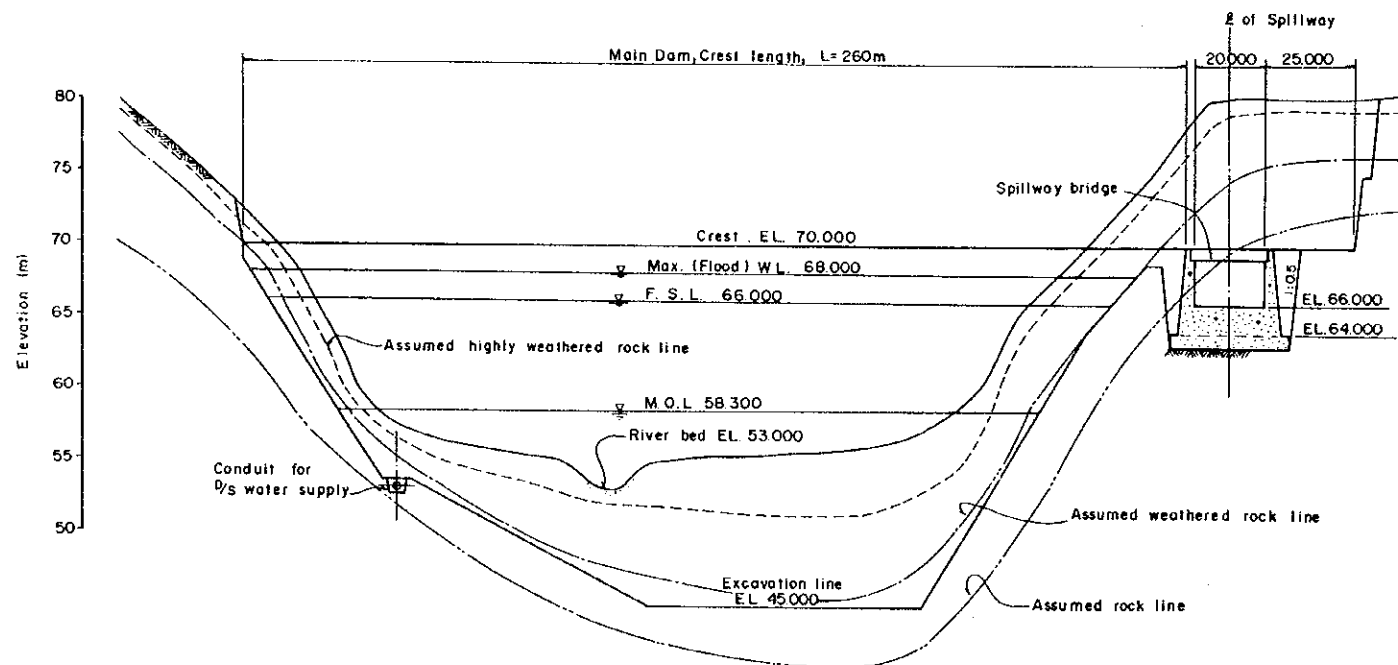 ℄ of Spillway
Main Dam, Crest length, L=260m
20.000
25.000
80
75
70
65
60
55
50
Elevation (m)
Spillway bridge
Crest. EL. 70.000
Max. (Flood) W.L. 68.000
F. S. L. 66.000
1:0.5
EL. 66.000
EL. 64.000
Assumed highly weathered rock line
M.O.L 58.300
River bed EL. 53.000
Conduit for
D/S water supply
Assumed weathered rock line
Excavation line
EL 45.000
Assumed rock line